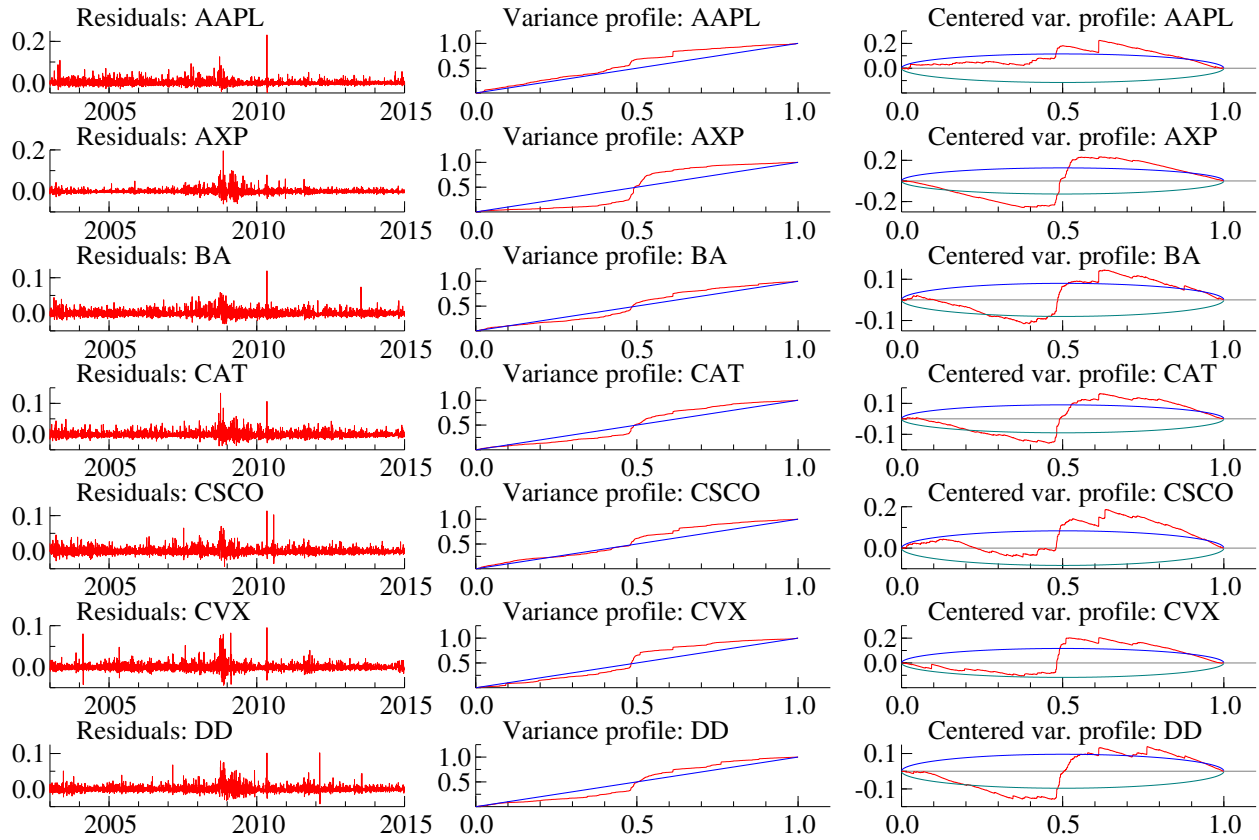 Residuals: AAPL Variance profile: AAPL Centered var. profile: AAPL
0.2 1.0 0.2
0.5
0.0 0.0
2005 2010 2015 0.0 0.5 1.0 0.0 0.5 1.0
Residuals: AXP Variance profile: AXP Centered var. profile: AXP
0.2 1.0 0.2
0.5 0.0
0.0 -0.2
2005 2010 2015 0.0 0.5 1.0 0.0 0.5 1.0
Residuals: BA Variance profile: BA Centered var. profile: BA
0.1 1.0 0.1
0.5
0.0 -0.1
2005 2010 2015 0.0 0.5 1.0 0.0 0.5 1.0
Residuals: CAT Variance profile: CAT Centered var. profile: CAT
0.1 1.0 0.1
0.5
0.0 -0.1
2005 2010 2015 0.0 0.5 1.0 0.0 0.5 1.0
Residuals: CSCO Variance profile: CSCO Centered var. profile: CSCO
0.1 1.0 0.2
0.5
0.0 0.0
2005 2010 2015 0.0 0.5 1.0 0.0 0.5 1.0
Residuals: CVX Variance profile: CVX Centered var. profile: CVX
0.1 1.0 0.2
0.0 0.5 0.0
2005 2010 2015 0.0 0.5 1.0 0.0 0.5 1.0
Residuals: DD Variance profile: DD Centered var. profile: DD
0.1 1.0 0.1
0.5
0.0 -0.1
2005 2010 2015 0.0 0.5 1.0 0.0 0.5 1.0